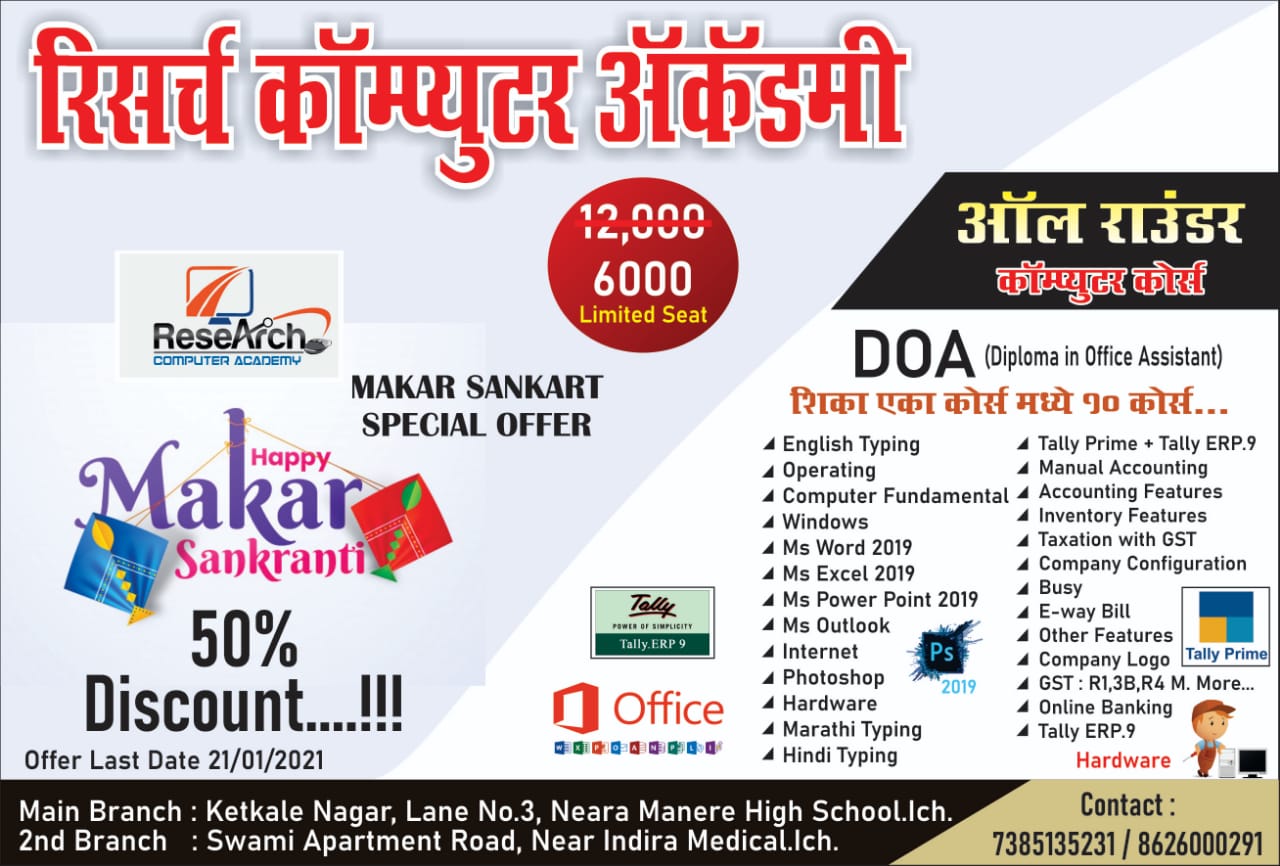 रिसर्च कॉम्प्युटर ॲकॅडमी
12,000
6000
Limited Seat
ऑल राउंडर
कॉम्प्युटर कोर्स
ReseArch
COMPUTER ACADEMY
MAKAR SANKART
SPECIAL OFFER
Happy
Makar
Sankranti
50%
Discount....!!!
Offer Last Date 21/01/2021
DOA (Diploma in Office Assistant)
शिका एका कोर्स मध्ये १० कोर्स...
English Typing
Operating
Computer Fundamental
Windows
Ms Word 2019
Ms Excel 2019
Ms Power Point 2019
Ms Outlook
Internet
Photoshop
Hardware
Marathi Typing
Hindi Typing
Tally Prime + Tally ERP.9
Manual Accounting
Accounting Features
Inventory Features
Taxation with GST
Company Configuration
Busy
E-way Bill
Other Features
Company Logo
GST : R1,3B,R4 M. More...
Online Banking
Tally ERP.9
Hardware
Tally
POWER OF SIMPLICITY
Tally.ERP 9
Office
Ps
2019
Tally Prime
Main Branch : Ketkale Nagar, Lane No.3, Neara Manere High School.Ich.
2nd Branch : Swami Apartment Road, Near Indira Medical.Ich.
Contact :
7385135231 / 8626000291